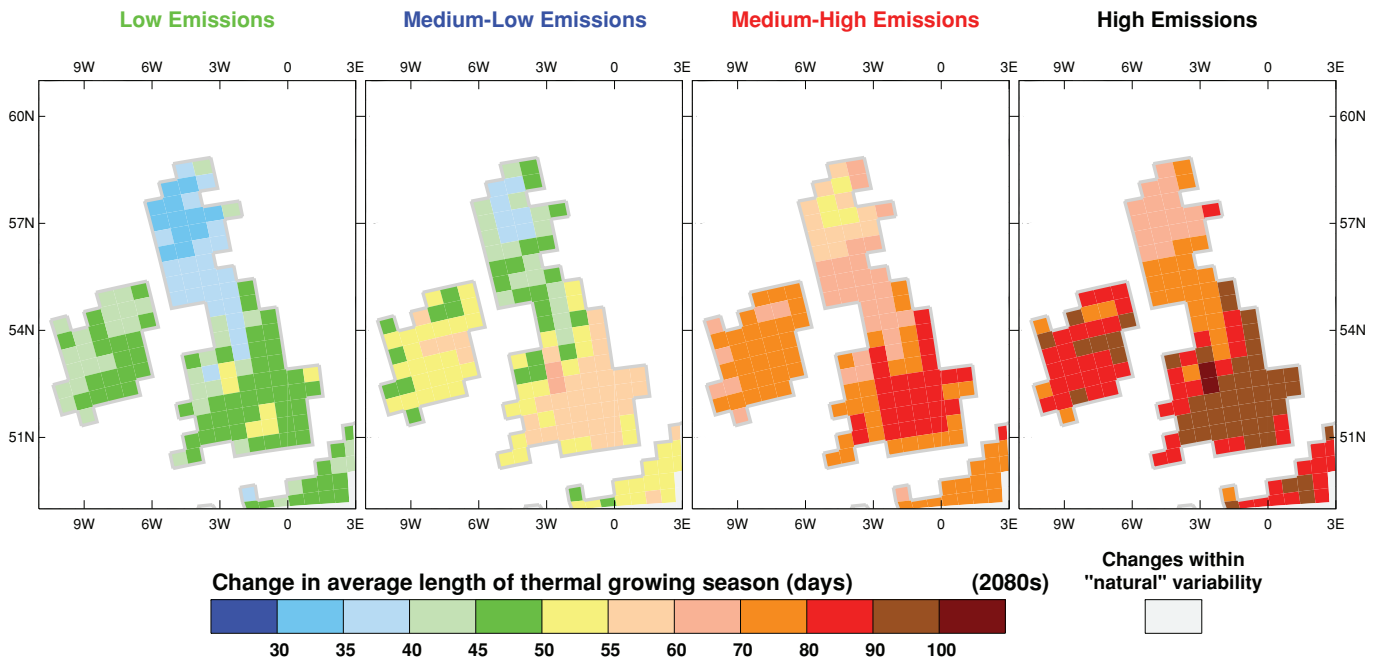 Low Emissions
Medium-Low Emissions
Medium-High Emissions
High Emissions
9W 6W 3W 0 3E
9W 6W 3W 0 3E
9W 6W 3W 0 3E
9W 6W 3W 0 3E
60N 60N
57N 57N
54N 54N
51N 51N
9W 6W 3W 0 3E
9W 6W 3W 0 3E
9W 6W 3W 0 3E
9W 6W 3W 0 3E
Change in average length of thermal growing season (days) (2080s)
30 35 40 45 50 55 60 70 80 90 100
Changes within
"natural" variability